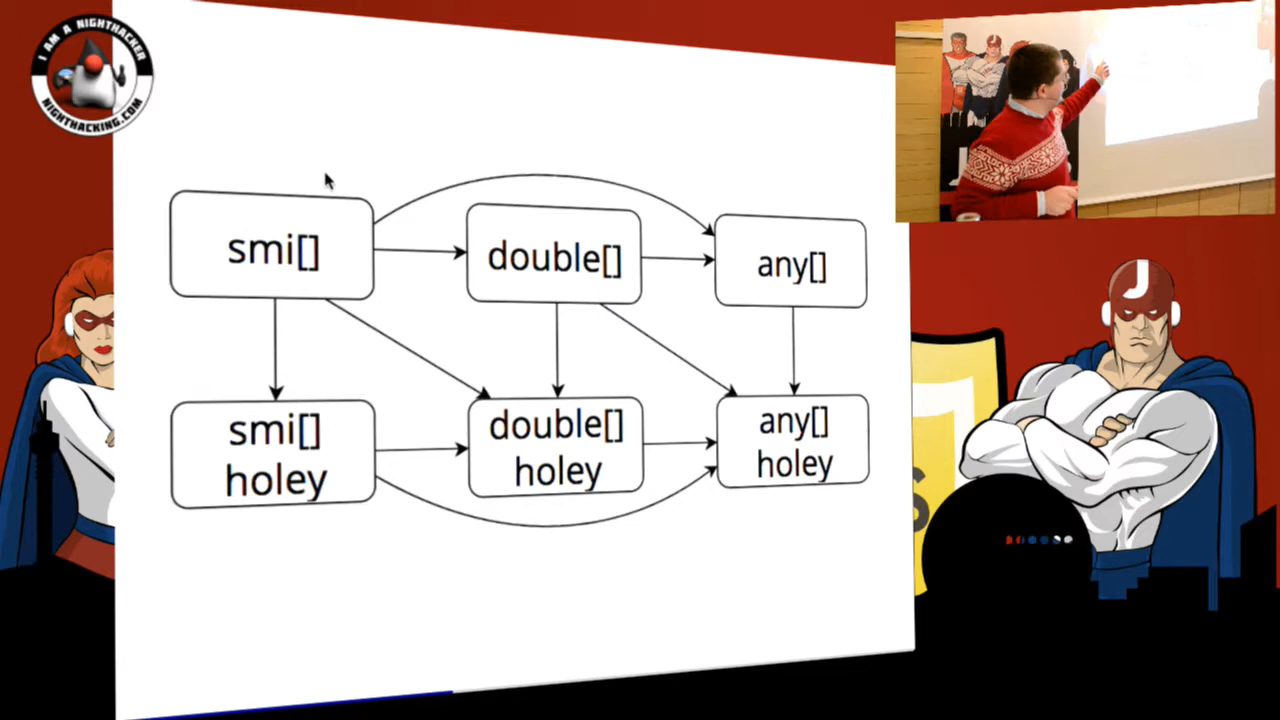 I AM A NIGHTHACKER
NIGHTHACKING.COM
smi[]
double[]
any[]
smi[]
holey
double[]
holey
any[]
holey
J
S